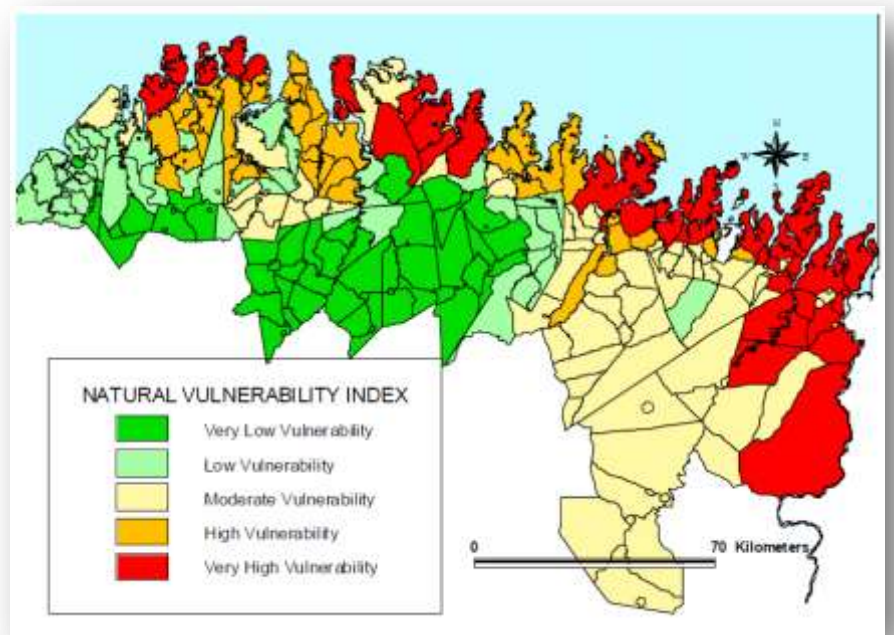 N
W E
S
NATURAL VULNERABILITY INDEX
Very Low Vulnerability
Low Vulnerability
Moderate Vulnerability
High Vulnerability
Very High Vulnerability
0 70 Kilometers